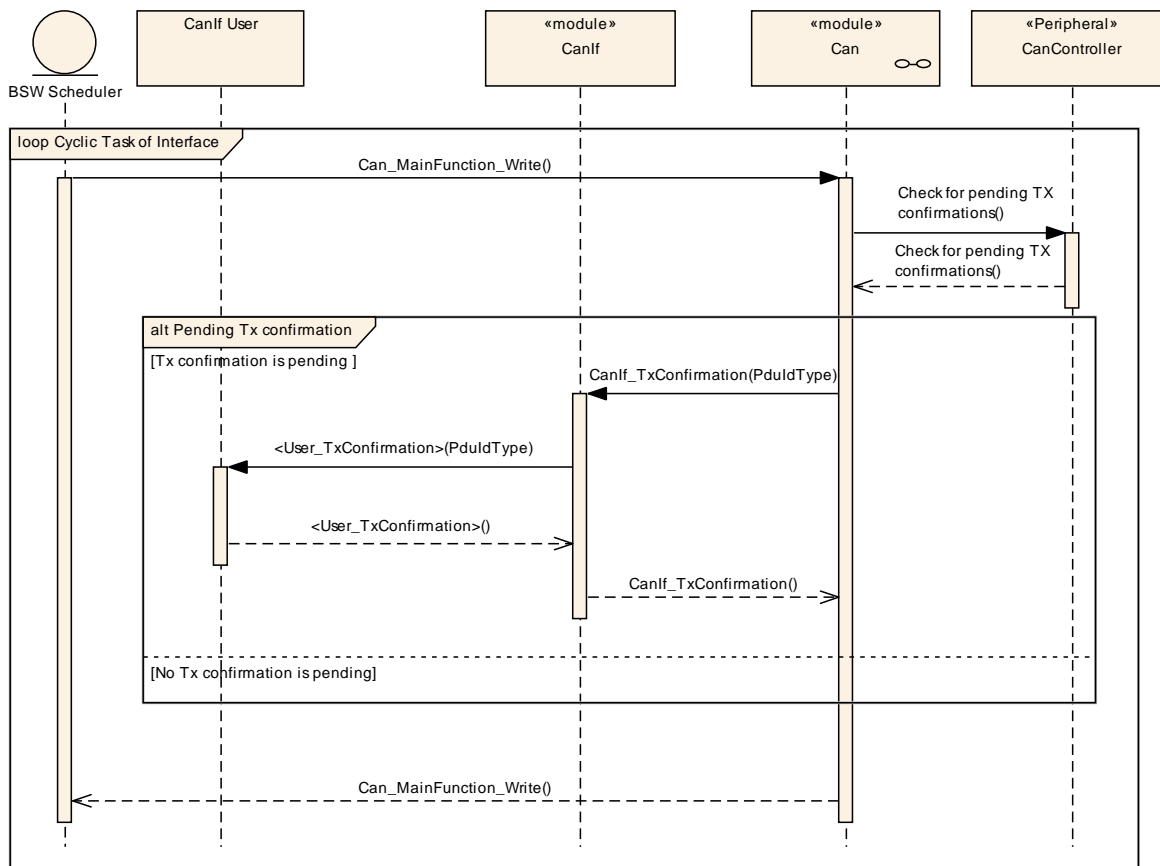 CanIf User
«module»
CanIf
«module»
Can
«Peripheral»
CanController
BSW Scheduler
loop Cyclic Task of Interface
Can_MainFunction_Write()
Check for pending TX
confirmations()
Check for pending TX
confirmations()
alt Pending Tx confirmation
[Tx confirmation is pending ]
CanIf_TxConfirmation(PduIdType)
<User_TxConfirmation>(PduIdType)
<User_TxConfirmation>()
CanIf_TxConfirmation()
[No Tx confirmation is pending]
Can_MainFunction_Write()